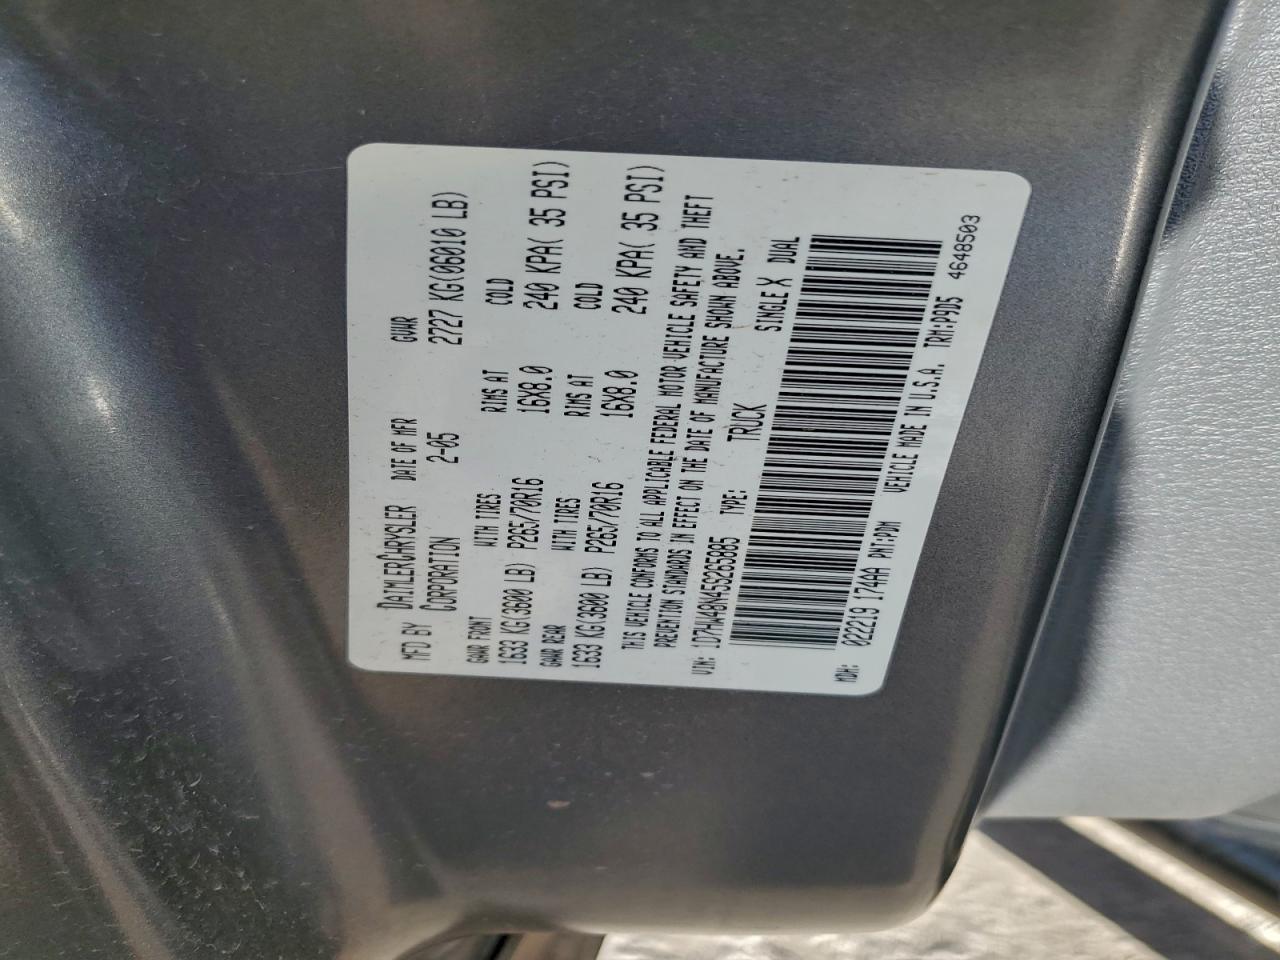 MFD BY DAIMLERCHRYSLER CORPORATION
DATE OF MFR 2-05
GVWR 2727 KG(06010 LB)
GAWR FRONT WITH TIRES RIMS AT COLD
1633 KG(3600 LB) P265/70R16 16X8.0 240 KPA( 35 PSI)
GAWR REAR WITH TIRES RIMS AT COLD
1633 KG(3600 LB) P265/70R16 16X8.0 240 KPA( 35 PSI)
THIS VEHICLE CONFORMS TO ALL APPLICABLE FEDERAL MOTOR VEHICLE SAFETY AND THEFT
PREVENTION STANDARDS IN EFFECT ON THE DATE OF MANUFACTURE SHOWN ABOVE.
VIN: 1D7HW48N45S265885 TYPE: TRUCK SINGLE X DUAL
MDH: 022219 174AA PNT:PDM VEHICLE MADE IN U.S.A. TRM:P9D5 4648503